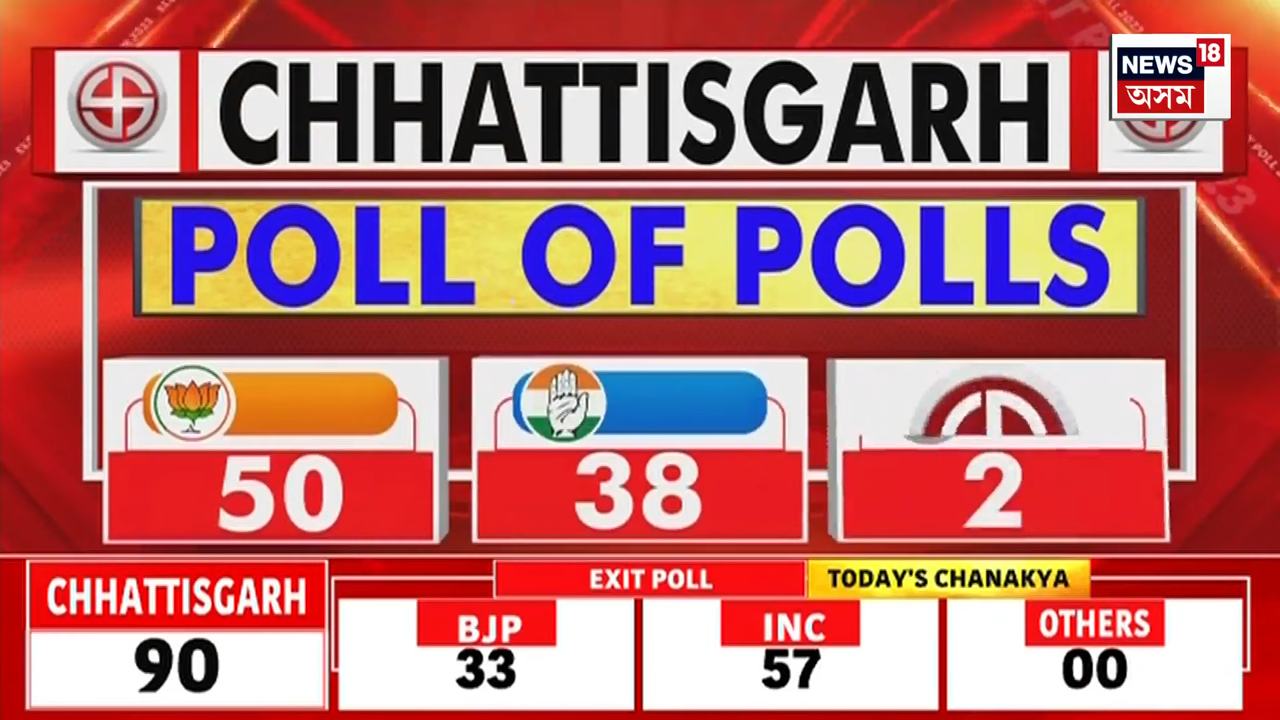 CHHATTISGARH
NEWS 18
অসম
POLL OF POLLS
50 38 2
CHHATTISGARH
90
EXIT POLL TODAY'S CHANAKYA
BJP INC OTHERS
33 57 00